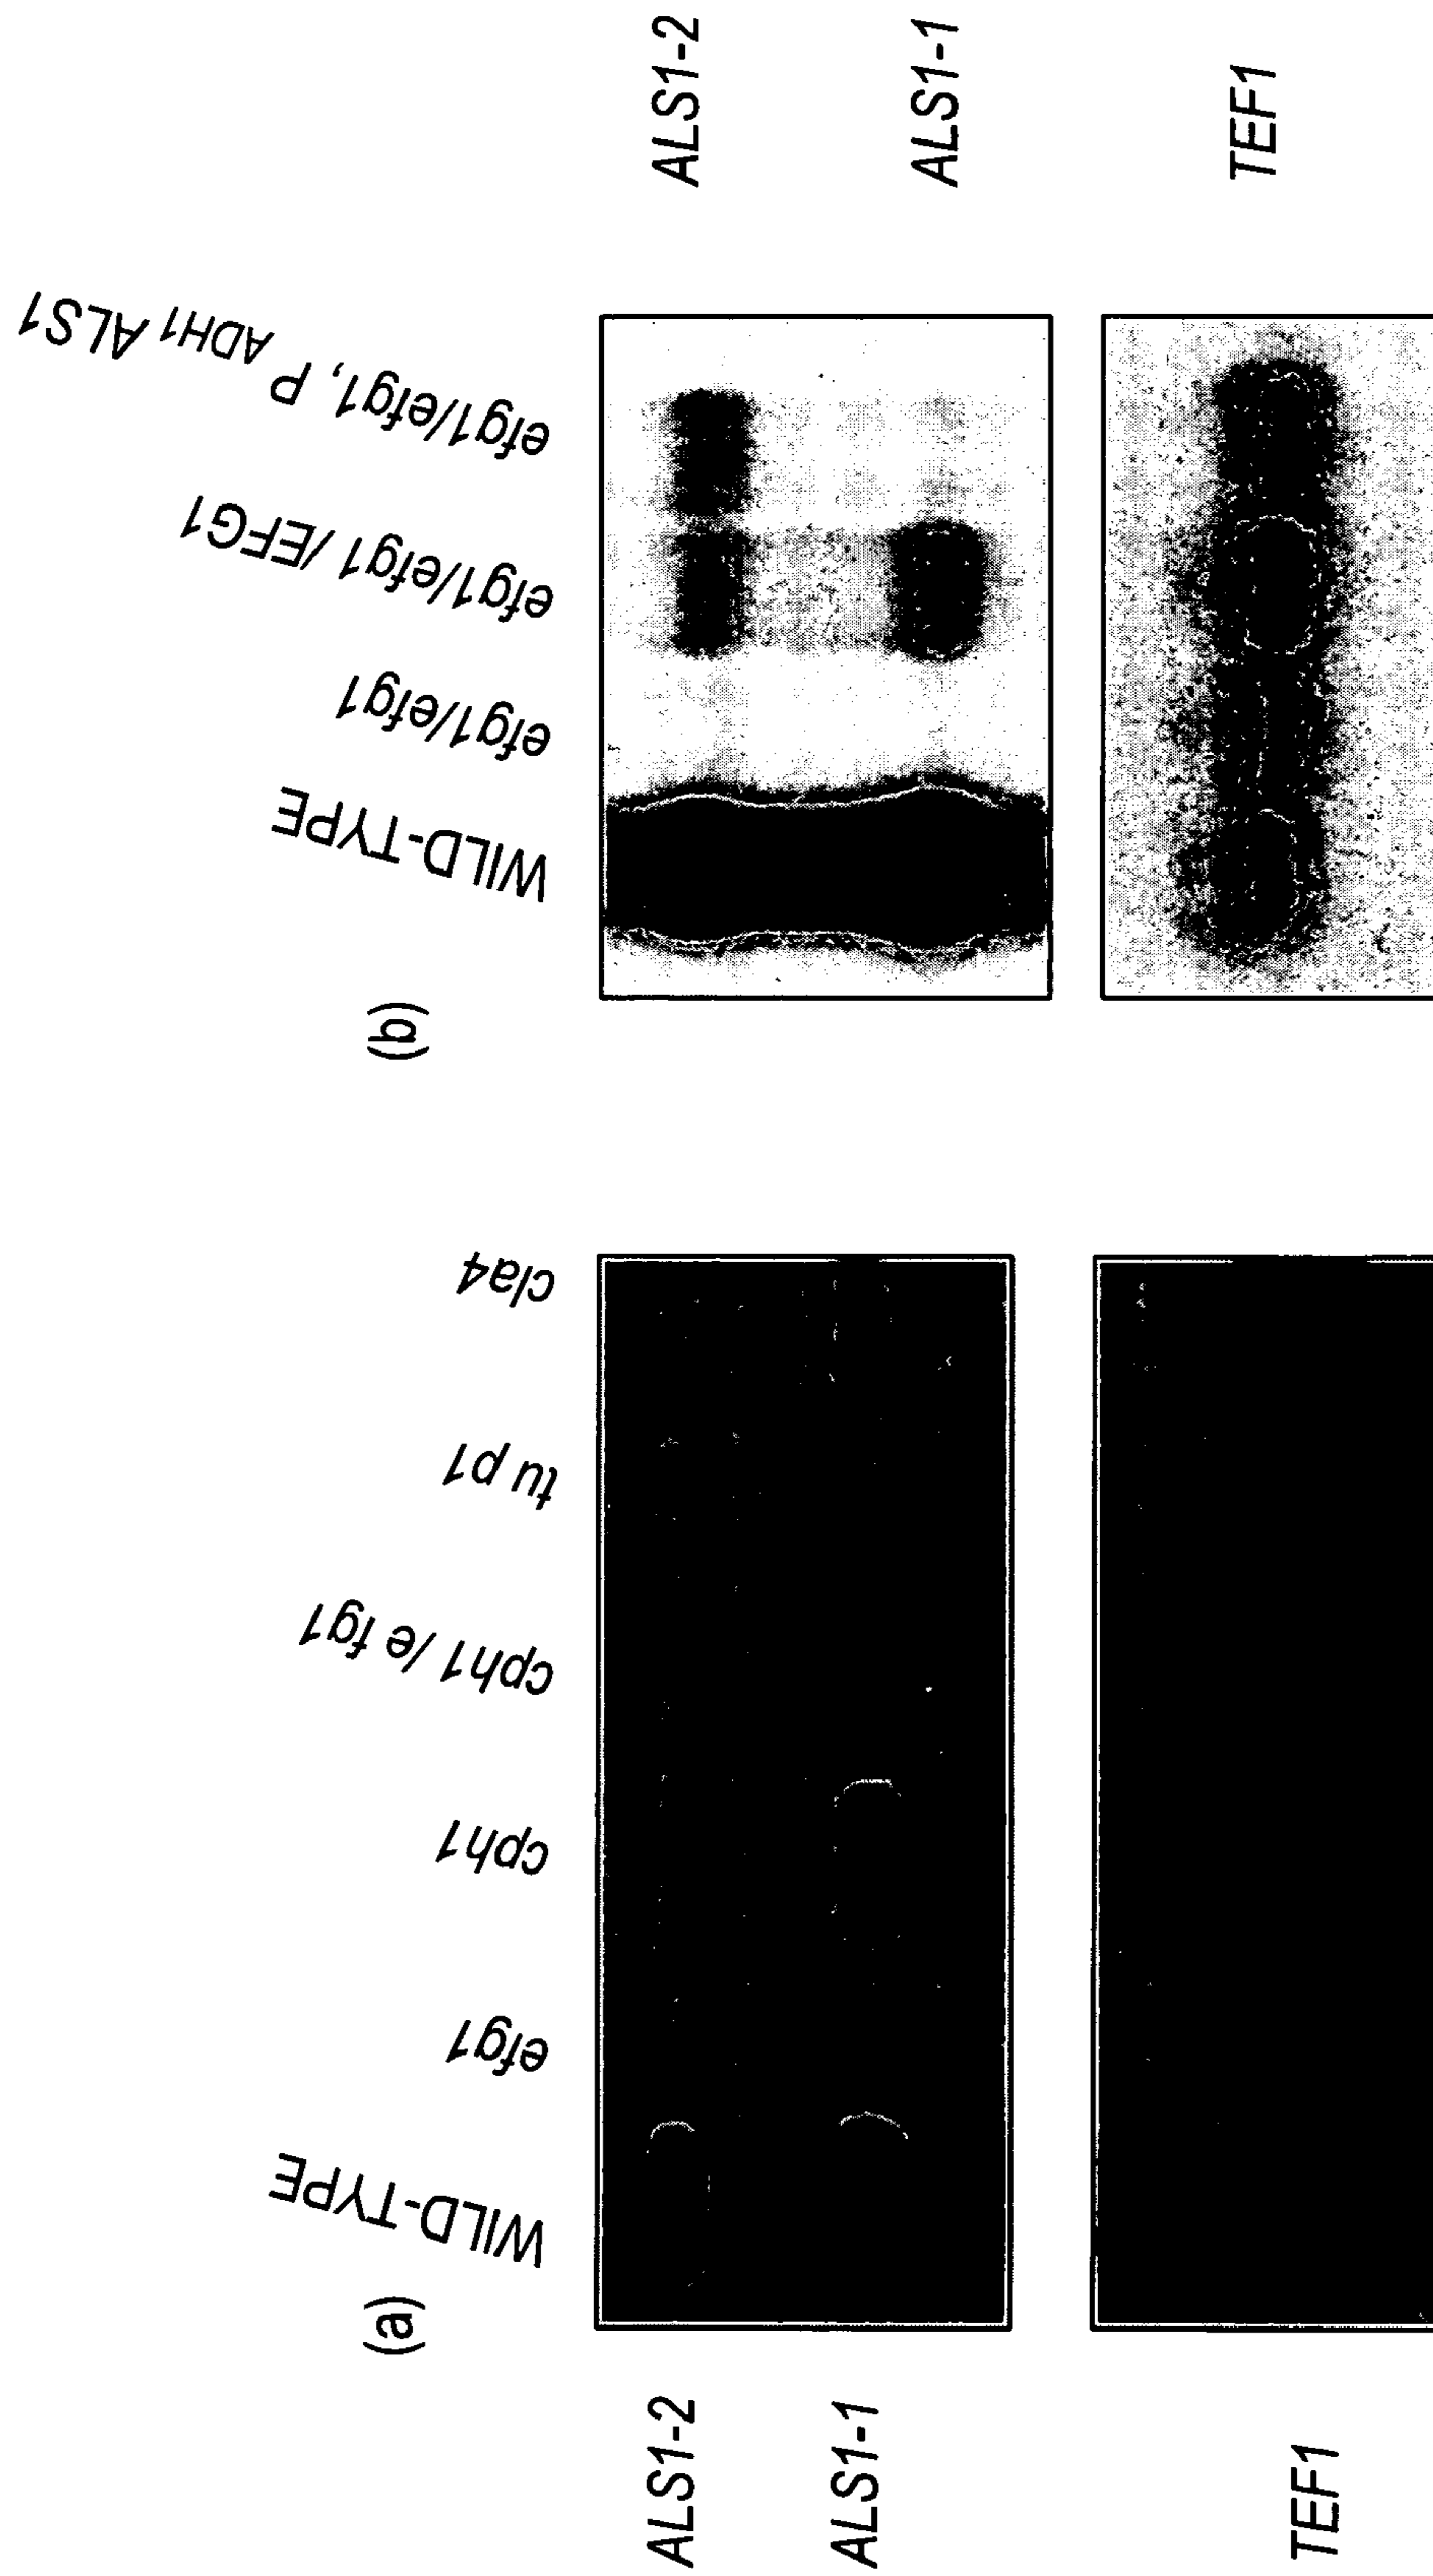 (a)
WILD-TYPE
efg1
cph1
cph1 /e fg1
tu p1
cla4
ALS1-2
ALS1-1
TEF1
(b)
WILD-TYPE
efg1/efg1
efg1/efg1 /EFG1
efg1/efg1, P ADH1 ALS1
ALS1-2
ALS1-1
TEF1